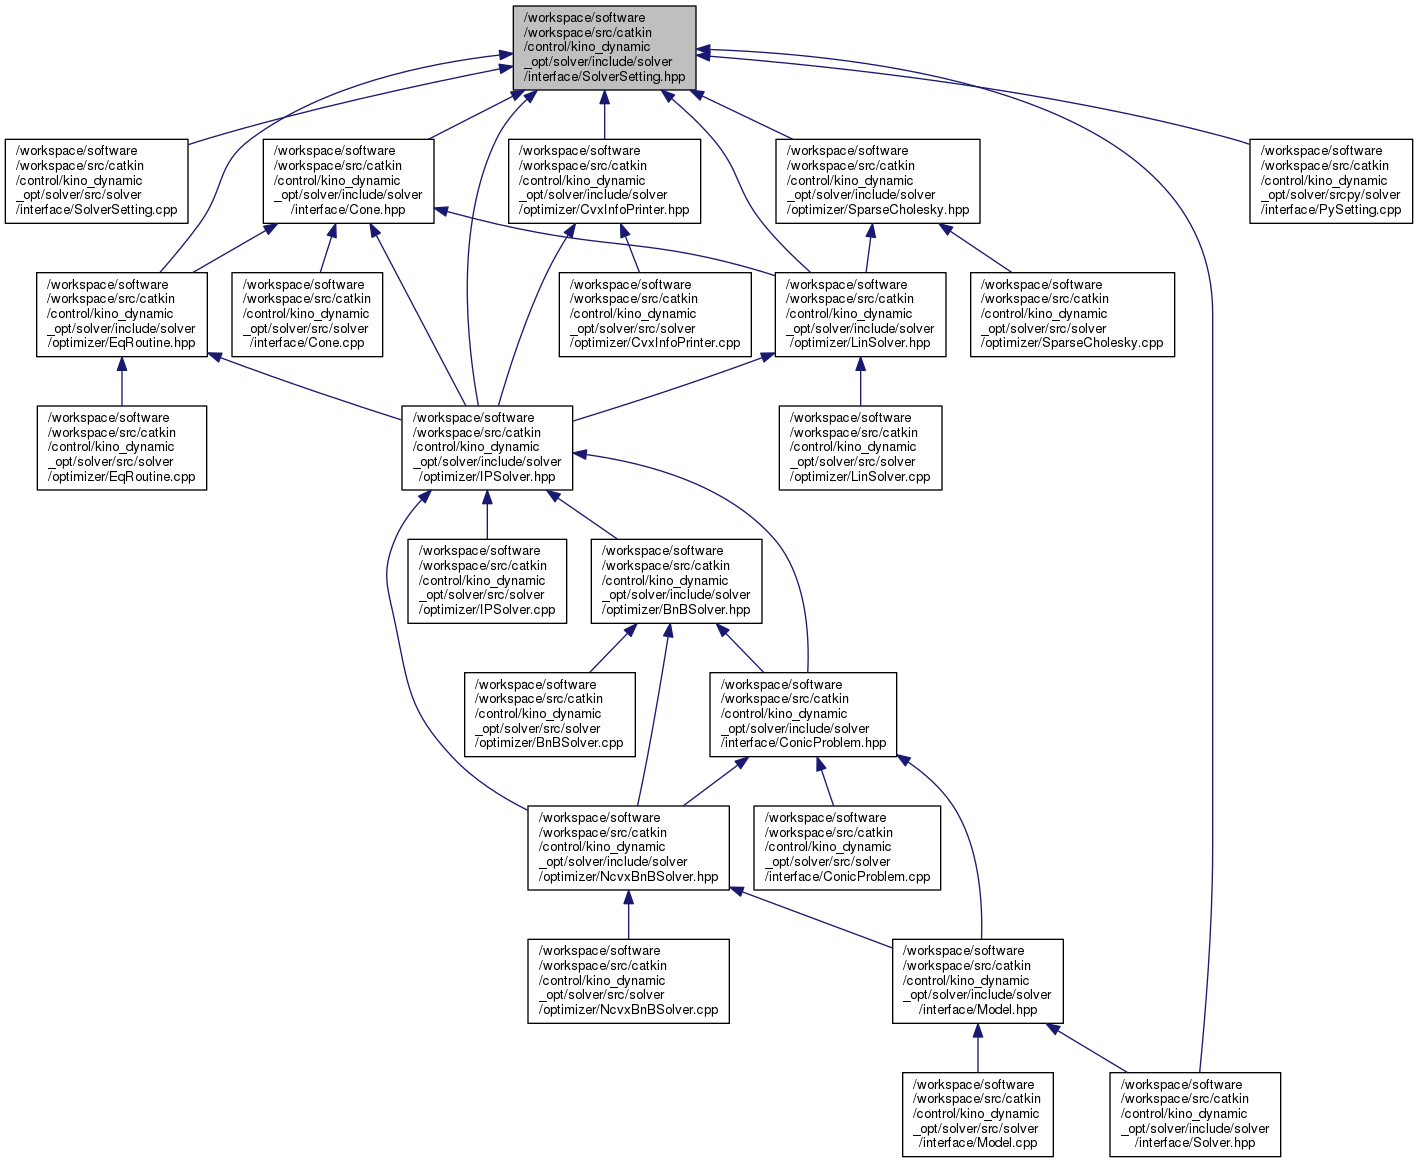 /workspace/software
/workspace/src/catkin
/control/kino_dynamic
_opt/solver/include/solver
/interface/SolverSetting.hpp
/workspace/software
/workspace/src/catkin
/control/kino_dynamic
_opt/solver/src/solver
/interface/SolverSetting.cpp
/workspace/software
/workspace/src/catkin
/control/kino_dynamic
_opt/solver/include/solver
/interface/Cone.hpp
/workspace/software
/workspace/src/catkin
/control/kino_dynamic
_opt/solver/include/solver
/optimizer/CvxInfoPrinter.hpp
/workspace/software
/workspace/src/catkin
/control/kino_dynamic
_opt/solver/include/solver
/optimizer/SparseCholesky.hpp
/workspace/software
/workspace/src/catkin
/control/kino_dynamic
_opt/solver/srcpy/solver
/interface/PySetting.cpp
/workspace/software
/workspace/src/catkin
/control/kino_dynamic
_opt/solver/include/solver
/optimizer/EqRoutine.hpp
/workspace/software
/workspace/src/catkin
/control/kino_dynamic
_opt/solver/src/solver
/interface/Cone.cpp
/workspace/software
/workspace/src/catkin
/control/kino_dynamic
_opt/solver/src/solver
/optimizer/CvxInfoPrinter.cpp
/workspace/software
/workspace/src/catkin
/control/kino_dynamic
_opt/solver/include/solver
/optimizer/LinSolver.hpp
/workspace/software
/workspace/src/catkin
/control/kino_dynamic
_opt/solver/src/solver
/optimizer/SparseCholesky.cpp
/workspace/software
/workspace/src/catkin
/control/kino_dynamic
_opt/solver/src/solver
/optimizer/EqRoutine.cpp
/workspace/software
/workspace/src/catkin
/control/kino_dynamic
_opt/solver/include/solver
/optimizer/IPSolver.hpp
/workspace/software
/workspace/src/catkin
/control/kino_dynamic
_opt/solver/src/solver
/optimizer/LinSolver.cpp
/workspace/software
/workspace/src/catkin
/control/kino_dynamic
_opt/solver/src/solver
/optimizer/IPSolver.cpp
/workspace/software
/workspace/src/catkin
/control/kino_dynamic
_opt/solver/include/solver
/optimizer/BnBSolver.hpp
/workspace/software
/workspace/src/catkin
/control/kino_dynamic
_opt/solver/src/solver
/optimizer/BnBSolver.cpp
/workspace/software
/workspace/src/catkin
/control/kino_dynamic
_opt/solver/include/solver
/interface/ConicProblem.hpp
/workspace/software
/workspace/src/catkin
/control/kino_dynamic
_opt/solver/include/solver
/optimizer/NcvxBnBSolver.hpp
/workspace/software
/workspace/src/catkin
/control/kino_dynamic
_opt/solver/src/solver
/interface/ConicProblem.cpp
/workspace/software
/workspace/src/catkin
/control/kino_dynamic
_opt/solver/src/solver
/optimizer/NcvxBnBSolver.cpp
/workspace/software
/workspace/src/catkin
/control/kino_dynamic
_opt/solver/include/solver
/interface/Model.hpp
/workspace/software
/workspace/src/catkin
/control/kino_dynamic
_opt/solver/src/solver
/interface/Model.cpp
/workspace/software
/workspace/src/catkin
/control/kino_dynamic
_opt/solver/include/solver
/interface/Solver.hpp